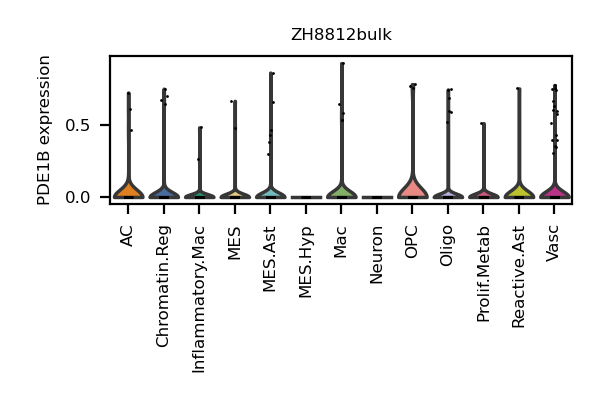 ZH8812bulk
PDE1B expression
0.5
0.0
AC
Chromatin.Reg
Inflammatory.Mac
MES
MES.Ast
MES.Hyp
Mac
Neuron
OPC
Oligo
Prolif.Metab
Reactive.Ast
Vasc